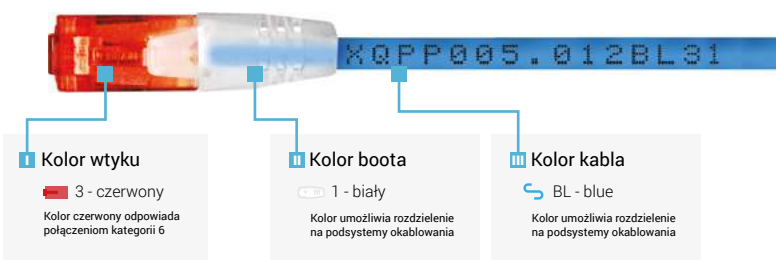 XQPP005.012BL31
I Kolor wtyku
3 - czerwony
Kolor czerwony odpowiada
połączeniom kategorii 6
II Kolor boota
1 - biały
Kolor umożliwia rozdzielenie
na podsystemy okablowania
III Kolor kabla
BL - blue
Kolor umożliwia rozdzielenie
na podsystemy okablowania